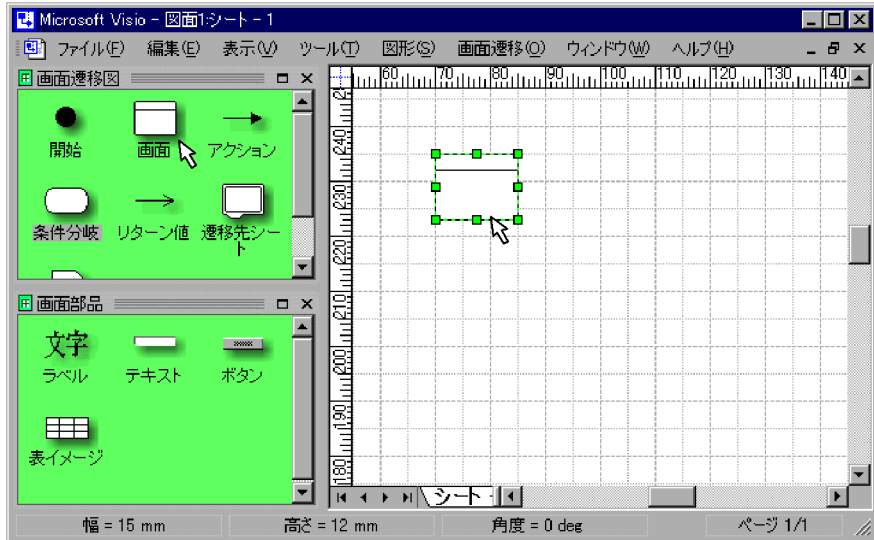 Microsoft Visio - 図面1:シート - 1
ファイル(F) 編集(E) 表示(V) ツール(T) 図形(S) 画面遷移(O) ウィンドウ(W) ヘルプ(H)
画面遷移図
開始 画面 アクション
条件分岐 リターン値 遷移先シート
画面部品
文字
ラベル テキスト ボタン
表イメージ
60 70 80 90 100 110 120 130 140
240
230
220
210
200
190
180
シート
幅 = 15 mm 高さ = 12 mm 角度 = 0 deg ページ 1/1